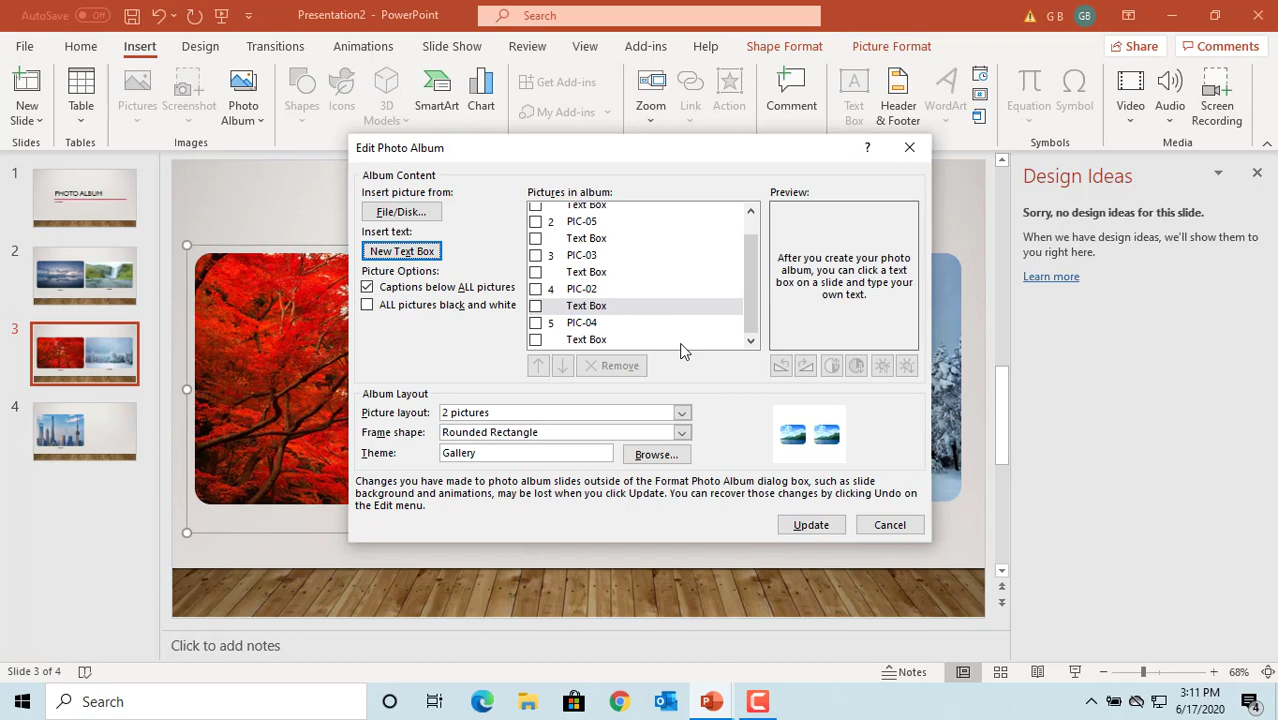 AutoSave Off Presentation2 - PowerPoint Search G B GB
File Home Insert Design Transitions Animations Slide Show Review View Add-ins Help Shape Format Picture Format Share Comments
New Slide Table Pictures Screenshot Photo Album Shapes Icons 3D Models SmartArt Chart Get Add-ins My Add-ins Zoom Link Action Comment Text Box Header & Footer WordArt Equation Symbol Video Audio Screen Recording
Slides Tables Images Symbols Media
Edit Photo Album ?
Album Content
Insert picture from: Pictures in album: Preview:
File/Disk... Text Box
2 PIC-05
Insert text:
New Text Box Text Box
3 PIC-03
Picture Options: Text Box
Captions below ALL pictures 4 PIC-02
ALL pictures black and white Text Box
5 PIC-04
Text Box
After you create your photo album, you can click a text box on a slide and type your own text.
Remove
Album Layout
Picture layout: 2 pictures
Frame shape: Rounded Rectangle
Theme: Gallery Browse...
Changes you have made to photo album slides outside of the Format Photo Album dialog box, such as slide
background and animations, may be lost when you click Update. You can recover those changes by clicking Undo on
the Edit menu.
Update Cancel
1 PHOTO ALBUM
2
3
4
Design Ideas
Sorry, no design ideas for this slide.
When we have design ideas, we'll show them to
you right here.
Learn more
Click to add notes
Slide 3 of 4 Notes 68%
Search 3:11 PM
6/17/2020 4